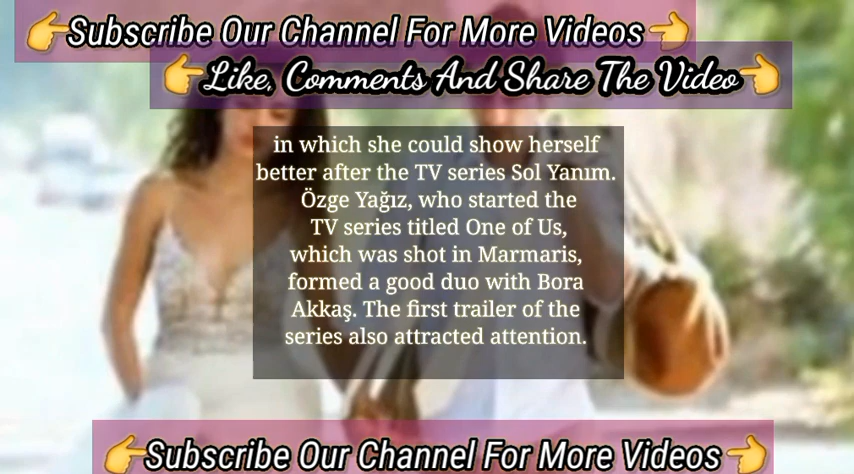 👉Subscribe Our Channel For More Videos👈
👉Like, Comments And Share The Video👈
in which she could show herself
better after the TV series Sol Yanım.
Özge Yağız, who started the
TV series titled One of Us,
which was shot in Marmaris,
formed a good duo with Bora
Akkaş. The first trailer of the
series also attracted attention.
👉Subscribe Our Channel For More Videos👈